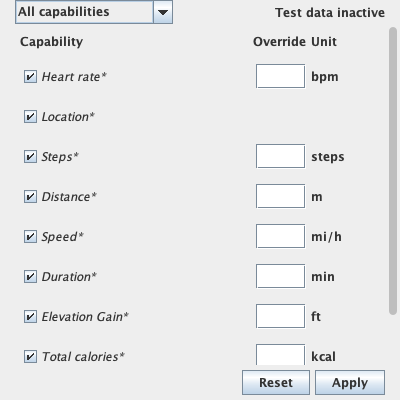 All capabilities Test data inactive
Capability Override Unit
Heart rate* bpm
Location*
Steps* steps
Distance* m
Speed* mi/h
Duration* min
Elevation Gain* ft
Total calories* kcal
Reset Apply